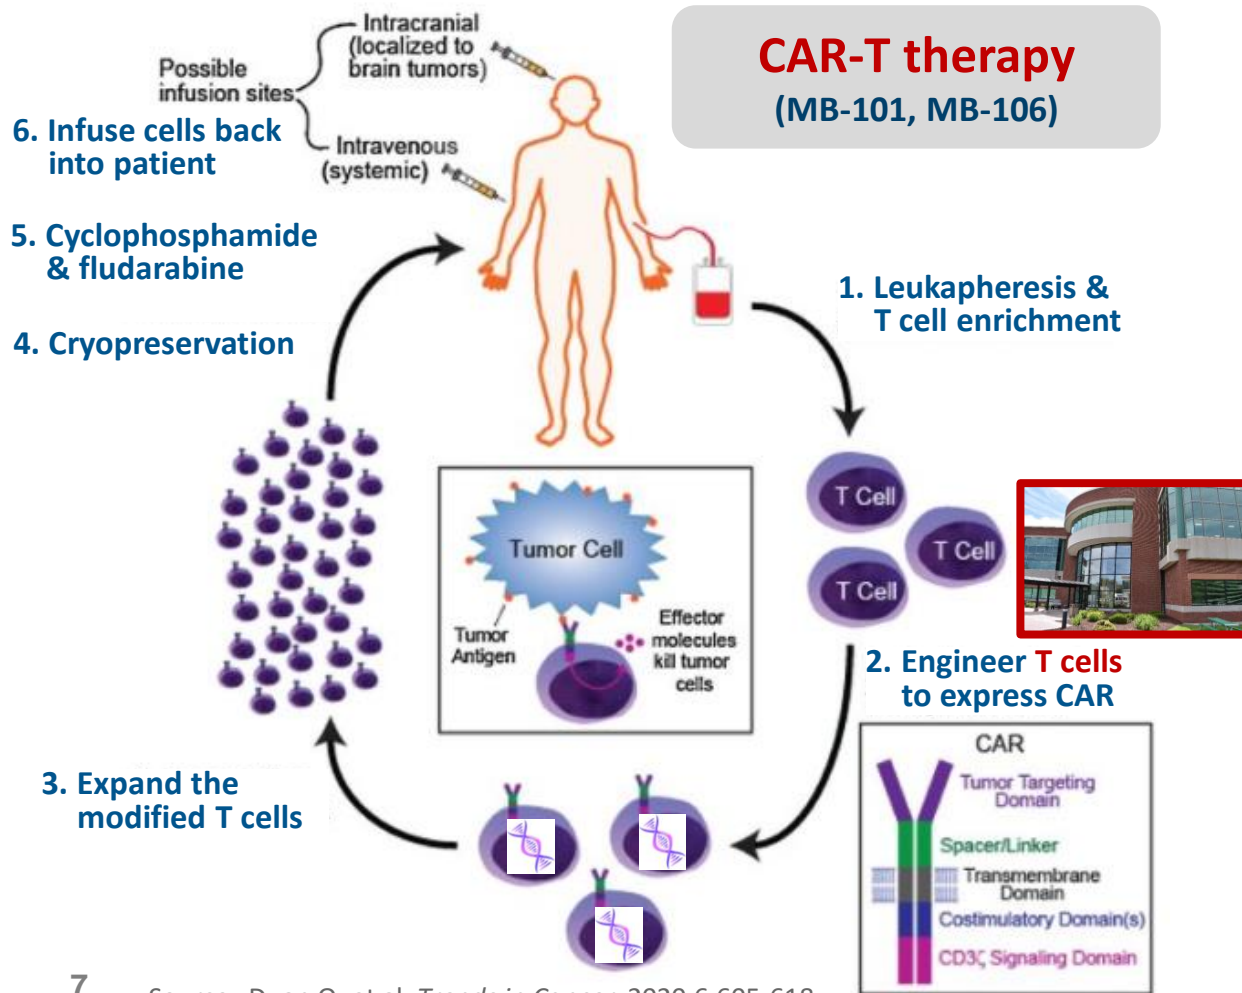 CAR-T therapy
(MB-101, MB-106)
Possible
infusion sites
Intracranial
(localized to
brain tumors)
Intravenous
(systemic)
6. Infuse cells back
into patient
5. Cyclophosphamide
& fludarabine
4. Cryopreservation
1. Leukapheresis &
T cell enrichment
T Cell
T Cell
T Cell
Tumor Cell
Tumor
Antigen
Effector
molecules
kill tumor
cells
2. Engineer T cells
to express CAR
3. Expand the
modified T cells
CAR
Tumor Targeting
Domain
Spacer/Linker
Transmembrane
Domain
Costimulatory Domain(s)
CD3ζ Signaling Domain
7